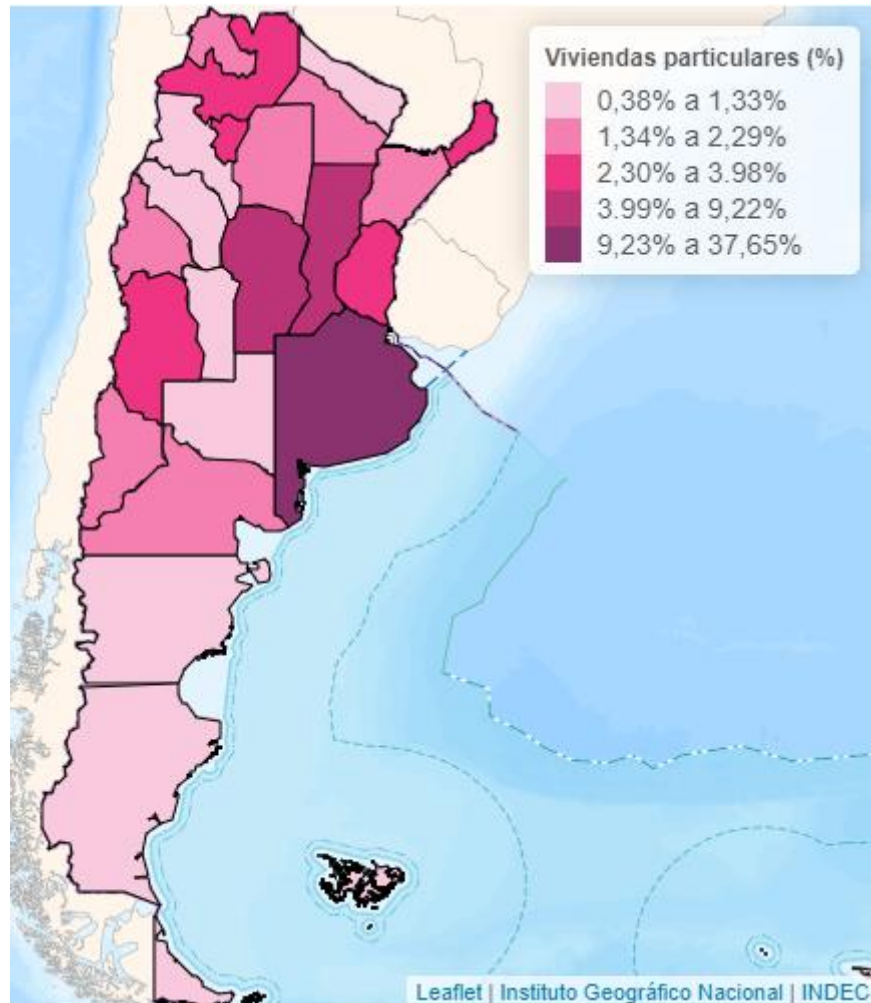 Viviendas particulares (%)
0,38% a 1,33%
1,34% a 2,29%
2,30% a 3.98%
3.99% a 9,22%
9,23% a 37,65%
Leaflet | Instituto Geográfico Nacional | INDEC